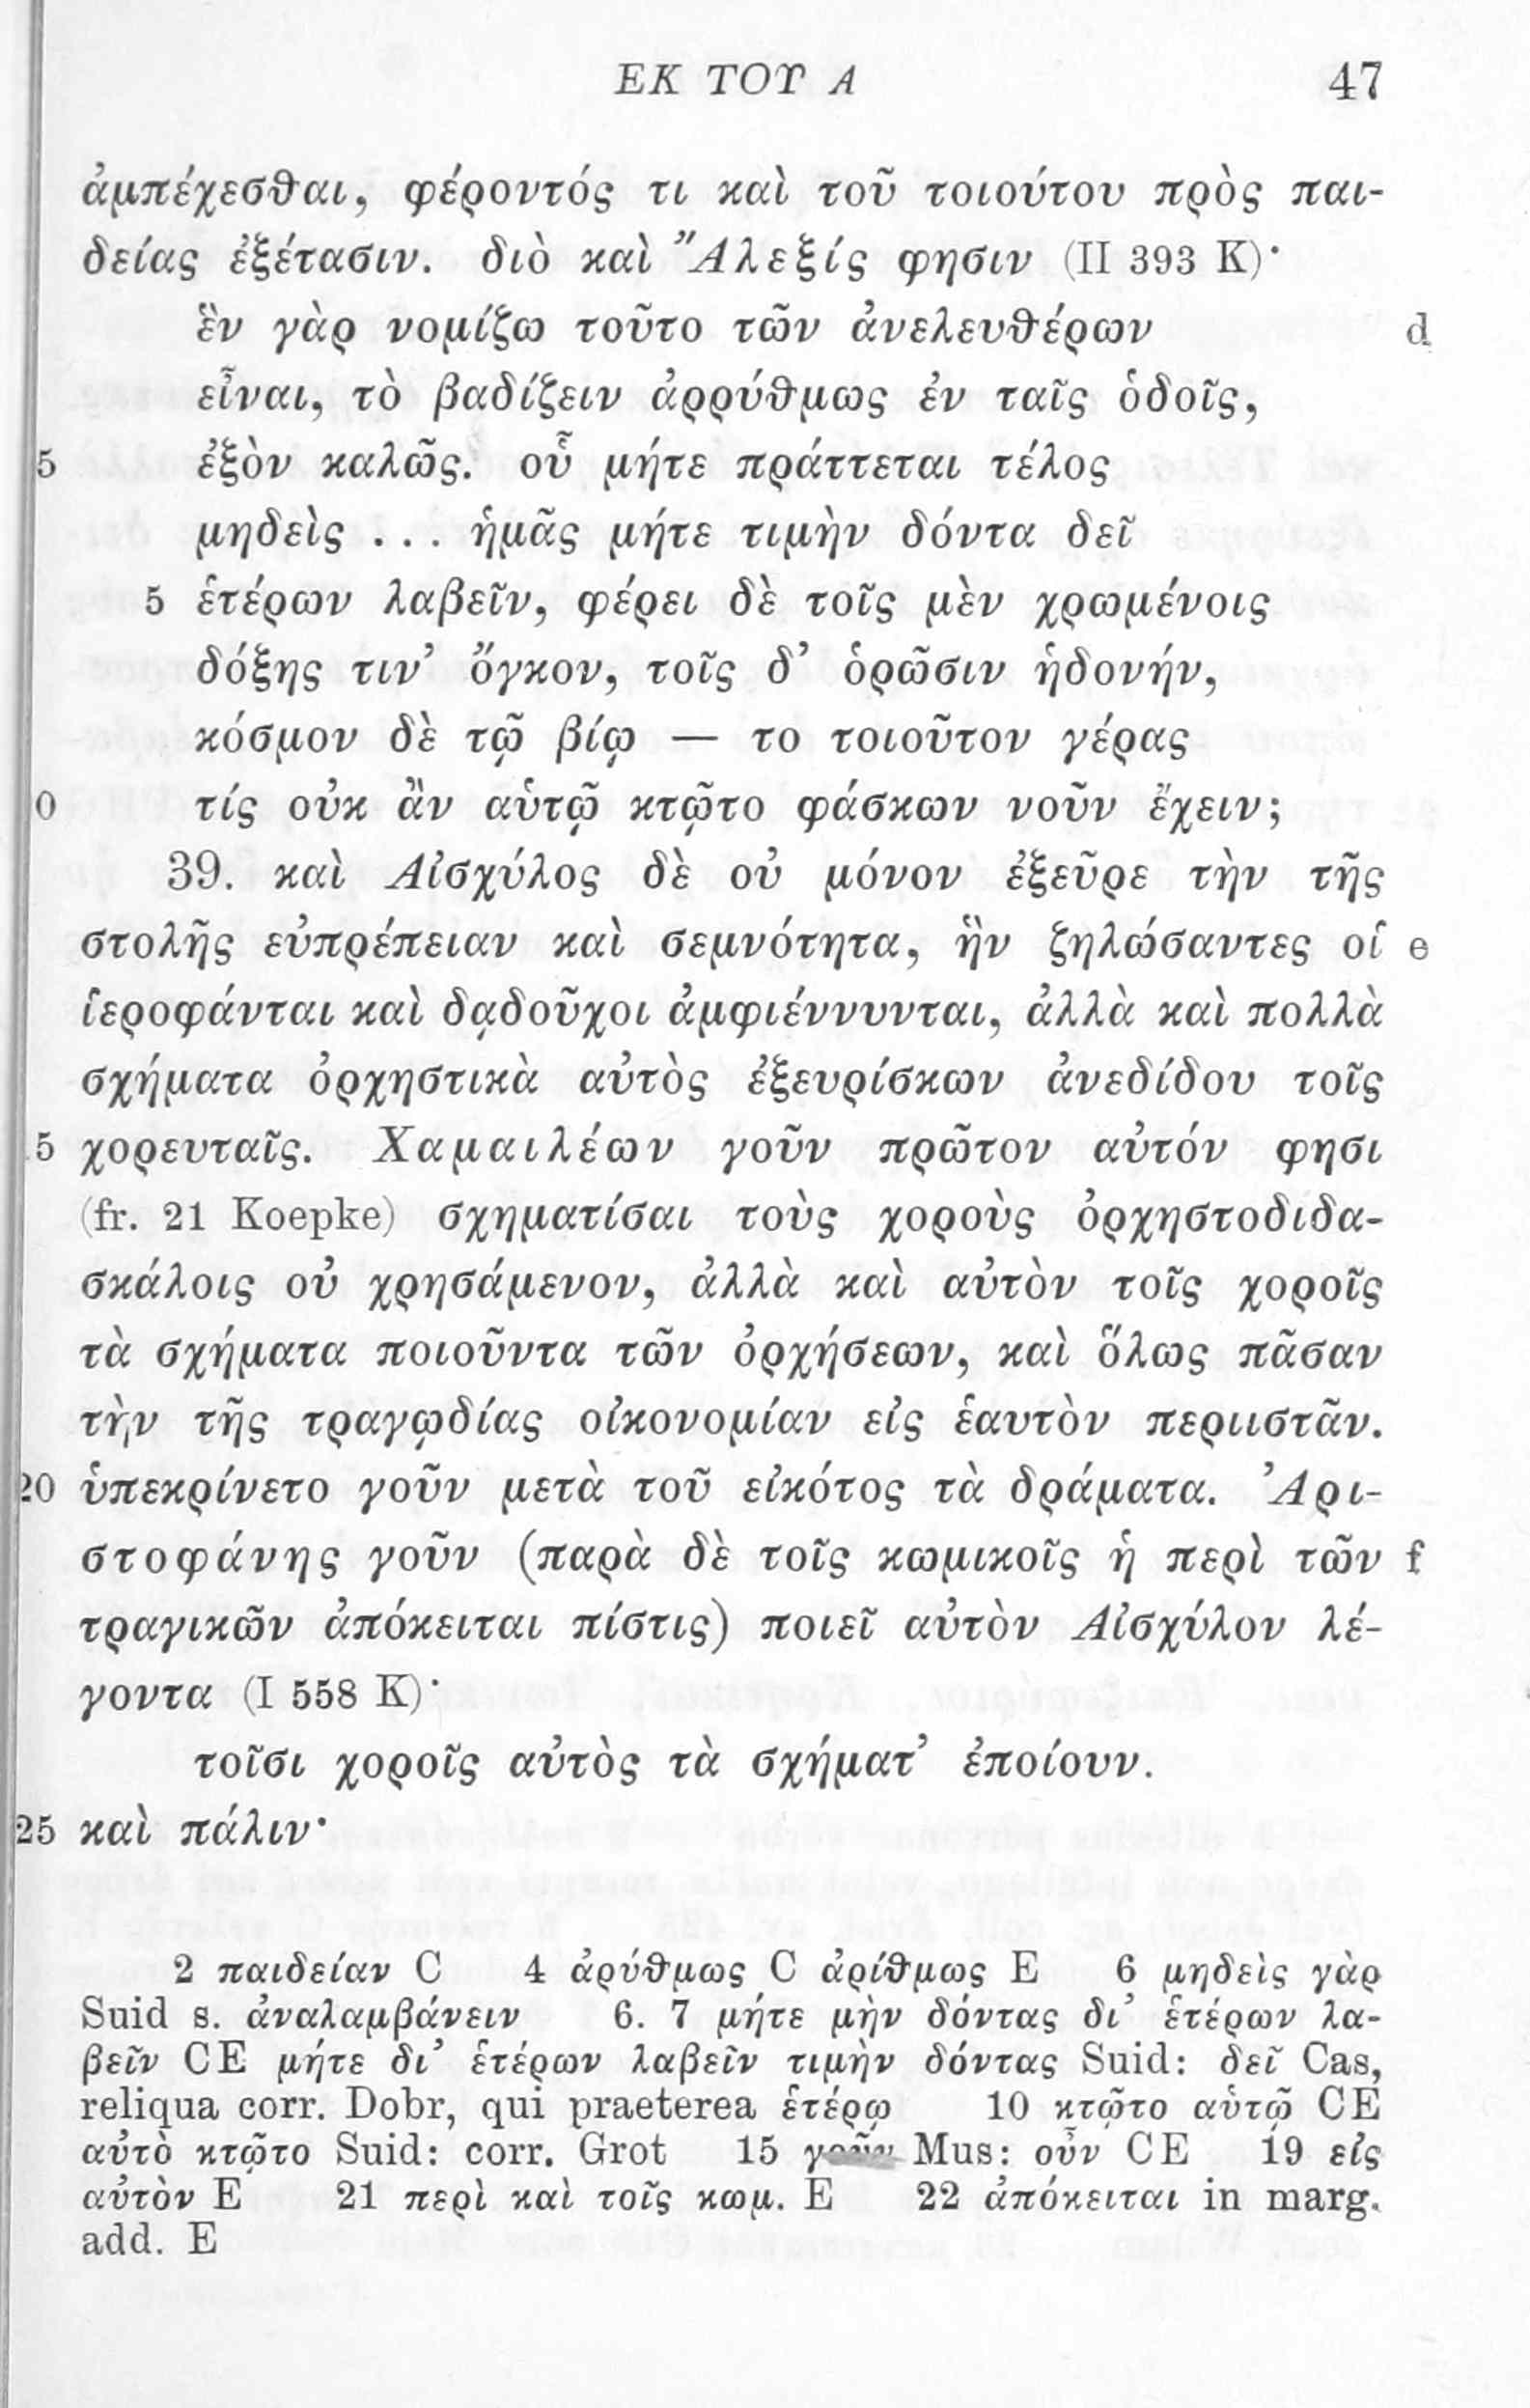 ΕΚ ΤΟΥ Α 47
ἀμπέχεσθαι, φέροντός τι καὶ τοῦ τοιούτου πρὸς παι-
δείας ἐξέτασιν. διὸ καὶ Ἄλεξίς φησιν (II 393 K)·
ἓν γὰρ νομίζω τοῦτο τῶν ἀνελευθέρων d
εἶναι, τὸ βαδίζειν ἀρρύθμως ἐν ταῖς ὁδοῖς,
5 ἐξὸν καλῶς. οὗ μήτε πράττεται τέλος
μηδεὶς ... ἡμᾶς μήτε τιμὴν δόντα δεῖ
5 ἑτέρων λαβεῖν, φέρει δὲ τοῖς μὲν χρωμένοις
δόξης τιν' ὄγκον, τοῖς δ' ὁρῶσιν ἡδονήν,
κόσμον δὲ τῷ βίῳ — το τοιοῦτον γέρας
0 τίς οὐκ ἂν αὑτῷ κτῷτο φάσκων νοῦν ἔχειν;
39. καὶ Αἰσχύλος δὲ οὐ μόνον ἐξεῦρε τὴν τῆς
στολῆς εὐπρέπειαν καὶ σεμνότητα, ἣν ζηλώσαντες οἱ e
ἱεροφάνται καὶ δᾳδοῦχοι ἀμφιέννυνται, ἀλλὰ καὶ πολλὰ
σχήματα ὀρχηστικὰ αὐτὸς ἐξευρίσκων ἀνεδίδου τοῖς
5 χορευταῖς. Χαμαιλέων γοῦν πρῶτον αὐτόν φησι
(fr. 21 Koepke) σχηματίσαι τοὺς χοροὺς ὀρχηστοδιδα-
σκάλοις οὐ χρησάμενον, ἀλλὰ καὶ αὐτὸν τοῖς χοροῖς
τὰ σχήματα ποιοῦντα τῶν ὀρχήσεων, καὶ ὅλως πᾶσαν
τὴν τῆς τραγῳδίας οἰκονομίαν εἰς ἑαυτὸν περιιστᾶν.
20 ὑπεκρίνετο γοῦν μετὰ τοῦ εἰκότος τὰ δράματα. Ἀρι-
στοφάνης γοῦν (παρὰ δὲ τοῖς κωμικοῖς ἡ περὶ τῶν f
τραγικῶν ἀπόκειται πίστις) ποιεῖ αὐτὸν Αἰσχύλον λέ-
γοντα (I 558 K)·
τοῖσι χοροῖς αὐτὸς τὰ σχήματ' ἐποίουν.
25 καὶ πάλιν·
2 παιδείαν C 4 ἀρύθμως C ἀρίθμως E 6 μηδεὶς γὰρ
Suid s. ἀναλαμβάνειν 6. 7 μήτε μὴν δόντας δι' ἑτέρων λα-
βεῖν CE μήτε δι' ἑτέρων λαβεῖν τιμὴν δόντας Suid: δεῖ Cas,
reliqua corr. Dobr, qui praeterea ἑτέρῳ 10 κτῷτο αὑτῷ CE
αὐτὸ κτῷτο Suid: corr. Grot 15 γοῦν Mus: οὖν CE 19 εἰς
αὐτὸν E 21 περὶ καὶ τοῖς κωμ. E 22 ἀπόκειται in marg.
add. E